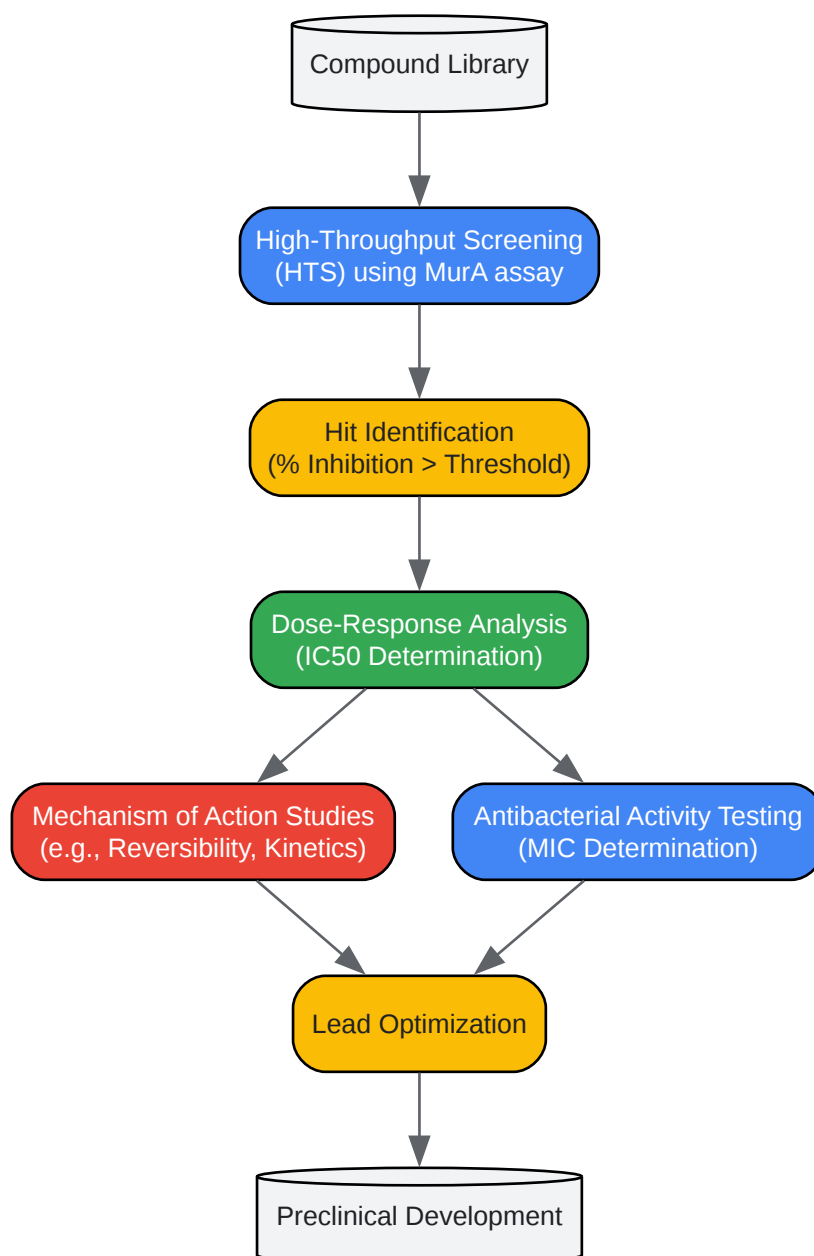 Compound Library
High-Throughput Screening
(HTS) using MurA assay
Hit Identification
(% Inhibition > Threshold)
Dose-Response Analysis
(IC50 Determination)
Mechanism of Action Studies
(e.g., Reversibility, Kinetics)
Antibacterial Activity Testing
(MIC Determination)
Lead Optimization
Preclinical Development